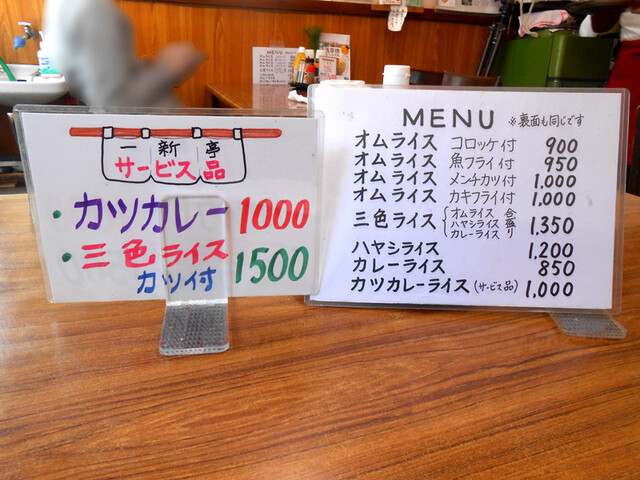 一新亭
サービス品
・カツカレー 1000
・三色ライス
カツ付 1500
MENU ※裏面も同じです
オムライス コロッケ付 900
オムライス 魚フライ付 950
オムライス メンチカツ付 1,000
オムライス カキフライ付 1,000
三色ライス { オムライス ハヤシライス カレーライス 合盛り } 1,350
ハヤシライス 1,200
カレーライス 850
カツカレーライス (サービス品) 1,000
MENU